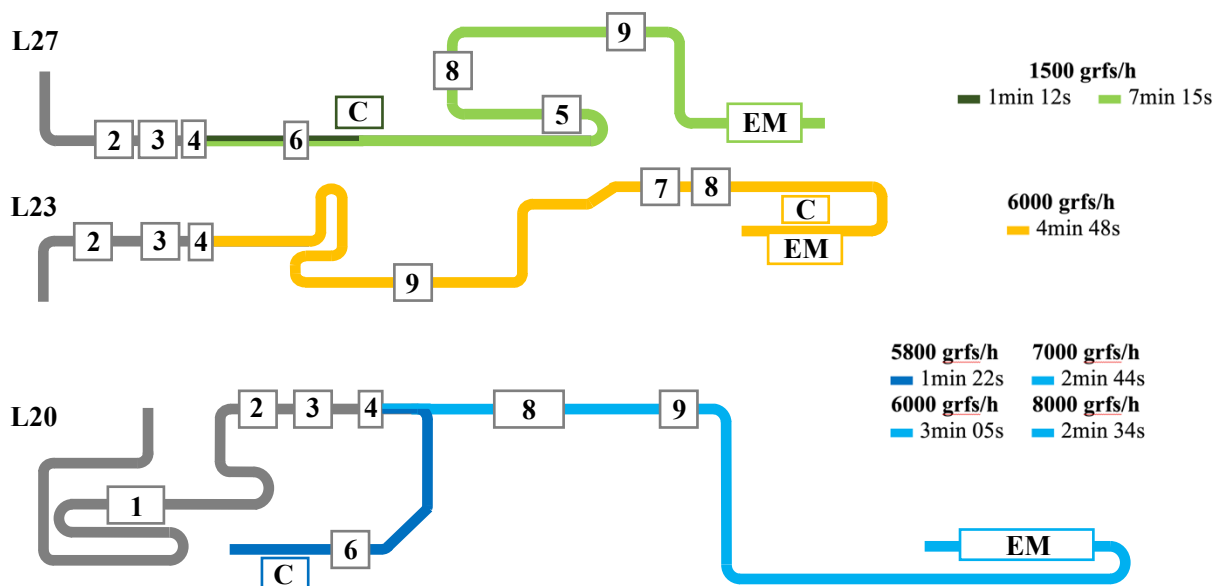 L27
2
3
4
6
C
8
5
9
EM
1500 grfs/h
1min 12s
7min 15s
L23
2
3
4
9
7
8
C
EM
6000 grfs/h
4min 48s
L20
1
2
3
4
6
C
8
9
EM
5800 grfs/h
7000 grfs/h
1min 22s
2min 44s
6000 grfs/h
8000 grfs/h
3min 05s
2min 34s